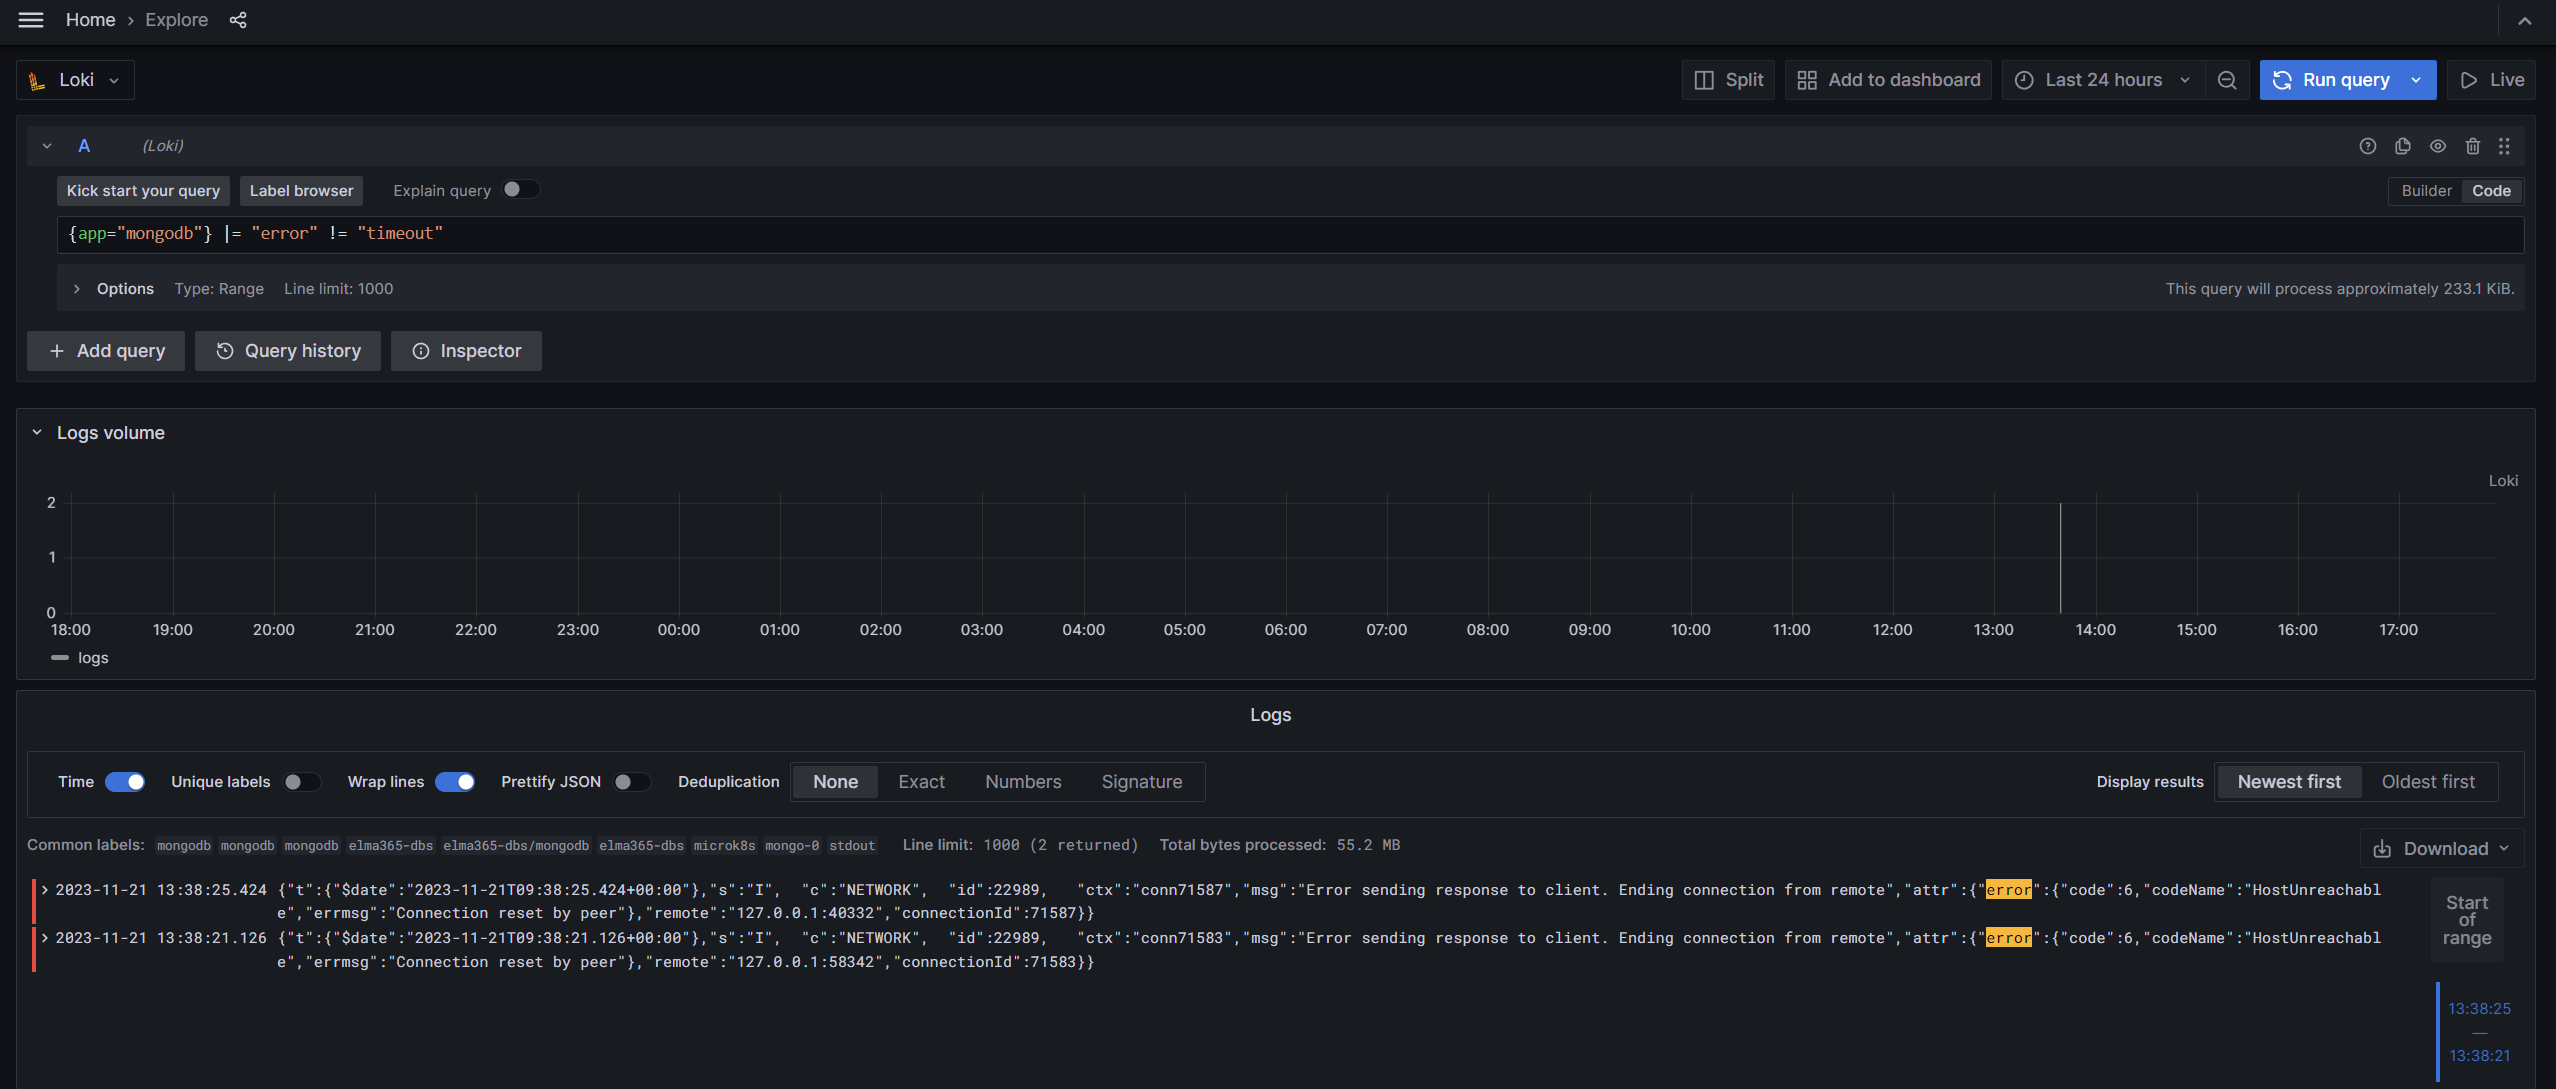 Home › Explore
Loki
Split
Add to dashboard
Last 24 hours
Run query
Live
A (Loki)
Kick start your query
Label browser
Explain query
Builder
Code
{app="mongodb"} |= "error" != "timeout"
Options Type: Range Line limit: 1000
This query will process approximately 233.1 KiB.
+ Add query
Query history
Inspector
Logs volume
Loki
2
1
0
18:00 19:00 20:00 21:00 22:00 23:00 00:00 01:00 02:00 03:00 04:00 05:00 06:00 07:00 08:00 09:00 10:00 11:00 12:00 13:00 14:00 15:00 16:00 17:00
logs
Logs
Time
Unique labels
Wrap lines
Prettify JSON
Deduplication
None
Exact
Numbers
Signature
Display results
Newest first
Oldest first
Common labels: mongodb mongodb mongodb elma365-dbs elma365-dbs/mongodb elma365-dbs microk8s mongo-0 stdout Line limit: 1000 (2 returned) Total bytes processed: 55.2 MB
Download
2023-11-21 13:38:25.424 {"t":{"$date":"2023-11-21T09:38:25.424+00:00"},"s":"I", "c":"NETWORK", "id":22989, "ctx":"conn71587","msg":"Error sending response to client. Ending connection from remote","attr":{"error":{"code":6,"codeName":"HostUnreachabl
e","errmsg":"Connection reset by peer"},"remote":"127.0.0.1:40332","connectionId":71587}}
2023-11-21 13:38:21.126 {"t":{"$date":"2023-11-21T09:38:21.126+00:00"},"s":"I", "c":"NETWORK", "id":22989, "ctx":"conn71583","msg":"Error sending response to client. Ending connection from remote","attr":{"error":{"code":6,"codeName":"HostUnreachabl
e","errmsg":"Connection reset by peer"},"remote":"127.0.0.1:58342","connectionId":71583}}
Start
of
range
13:38:25
—
13:38:21